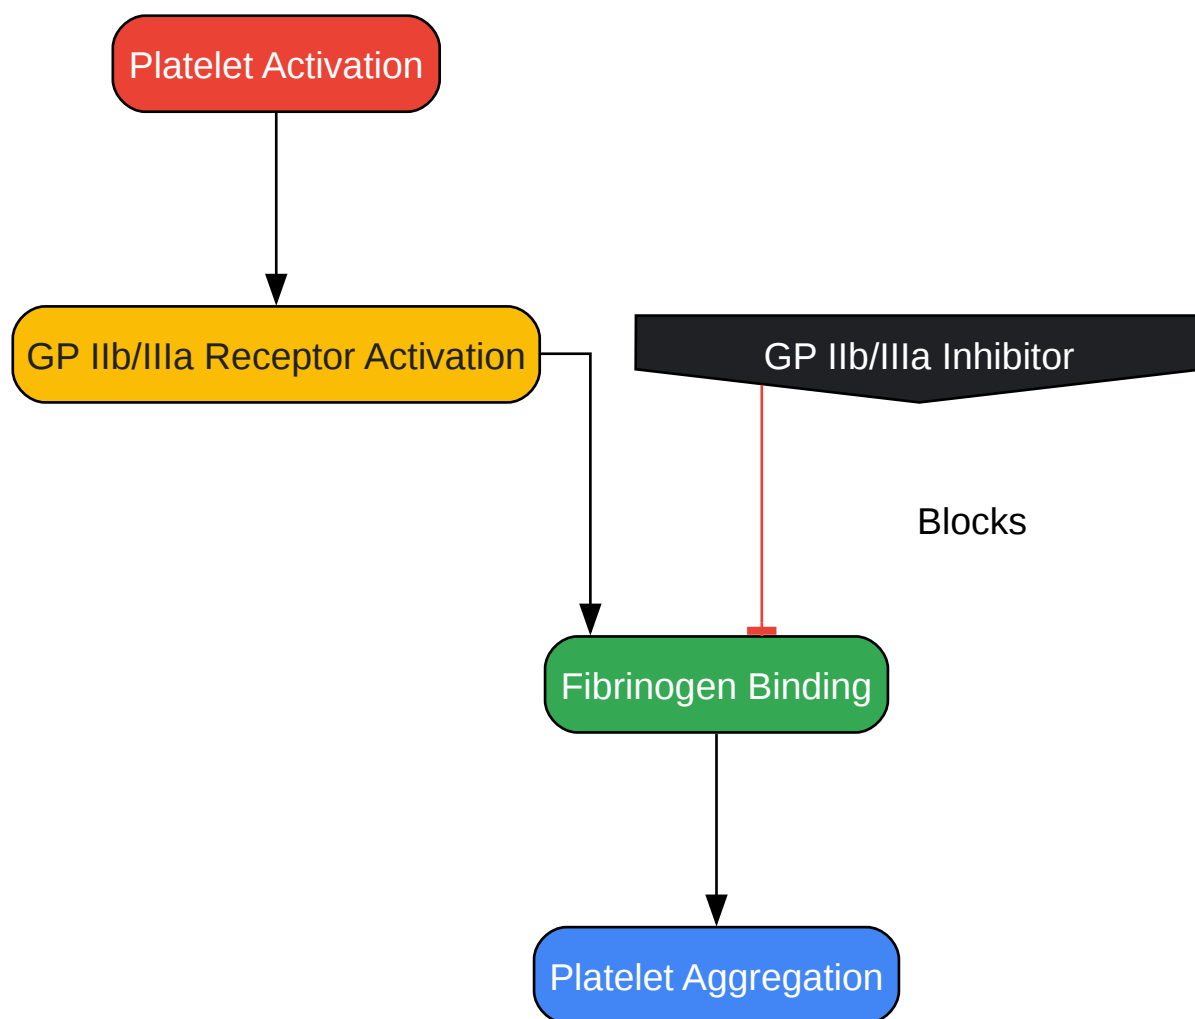 Platelet Activation
GP IIb/IIIa Receptor Activation
GP IIb/IIIa Inhibitor
Blocks
Fibrinogen Binding
Platelet Aggregation